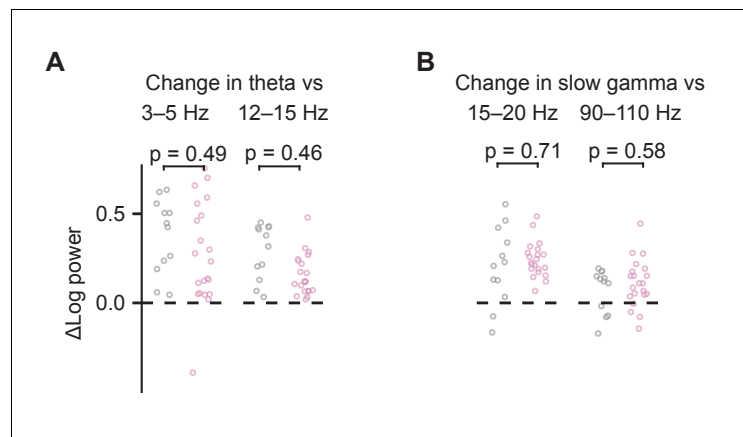 A
B
Change in theta vs
3–5 Hz
12–15 Hz
Change in slow gamma vs
15–20 Hz
90–110 Hz
p = 0.49
p = 0.46
p = 0.71
p = 0.58
0.5
0.0
ΔLog power